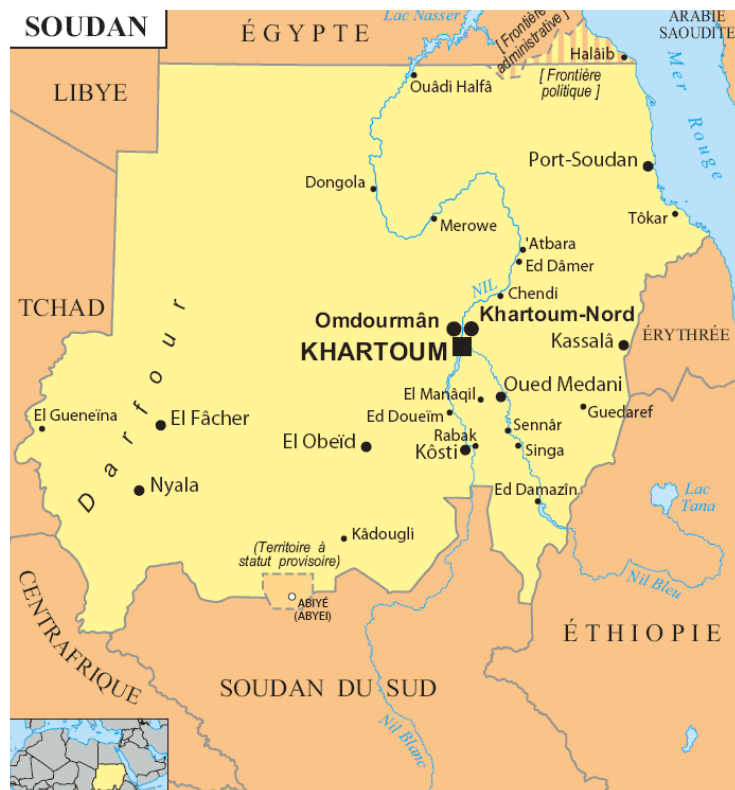 SOUDAN
ÉGYPTE
Lac Nasser
[ Frontière
administrative ]
ARABIE
SAOUDITE
Halâib
[ Frontière
politique ]
Mer Rouge
LIBYE
Ouâdi Halfâ
Port-Soudan
Dongola
Merowe
Tôkar
'Atbara
Ed Dâmer
NIL
Chendi
TCHAD
Omdourmân
Khartoum-Nord
KHARTOUM
Kassalâ
ÉRYTHRÉE
Darfour
El Manâqil
Oued Medani
El Gueneïna
El Fâcher
Ed Doueïm
Guedaref
Sennâr
El Obeïd
Rabak
Kôsti
Singa
Nyala
Ed Damazîn
Lac
Tana
Kâdougli
(Territoire à
statut provisoire)
Nil Bleu
ABIYÉ
(ABYEI)
CENTRAFRIQUE
ÉTHIOPIE
SOUDAN DU SUD
Nil Blanc